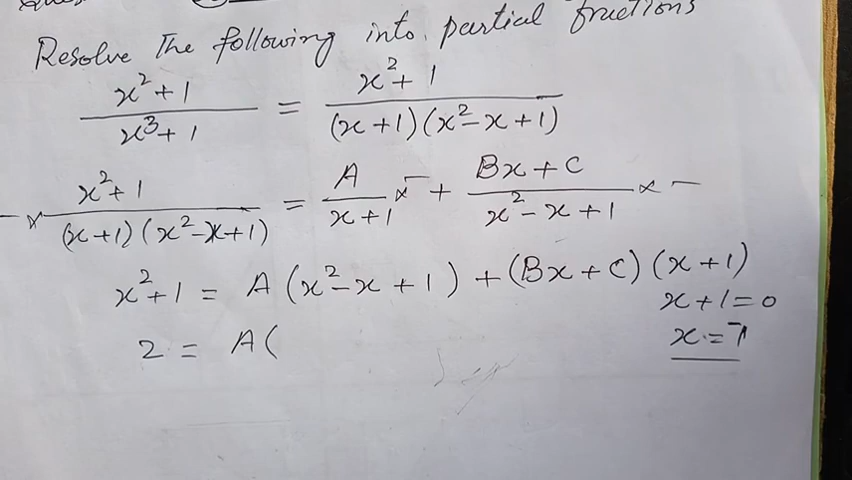 Resolve The following into partial fractions
x²+1 / x³+1 = x²+1 / (x+1)(x²-x+1)
-x x²+1 / (x+1)(x²-x+1) = A / x+1 x- + Bx+C / x²-x+1 x-
x²+1 = A(x²-x+1) + (Bx+C)(x+1)
x+1=0
2 = A(